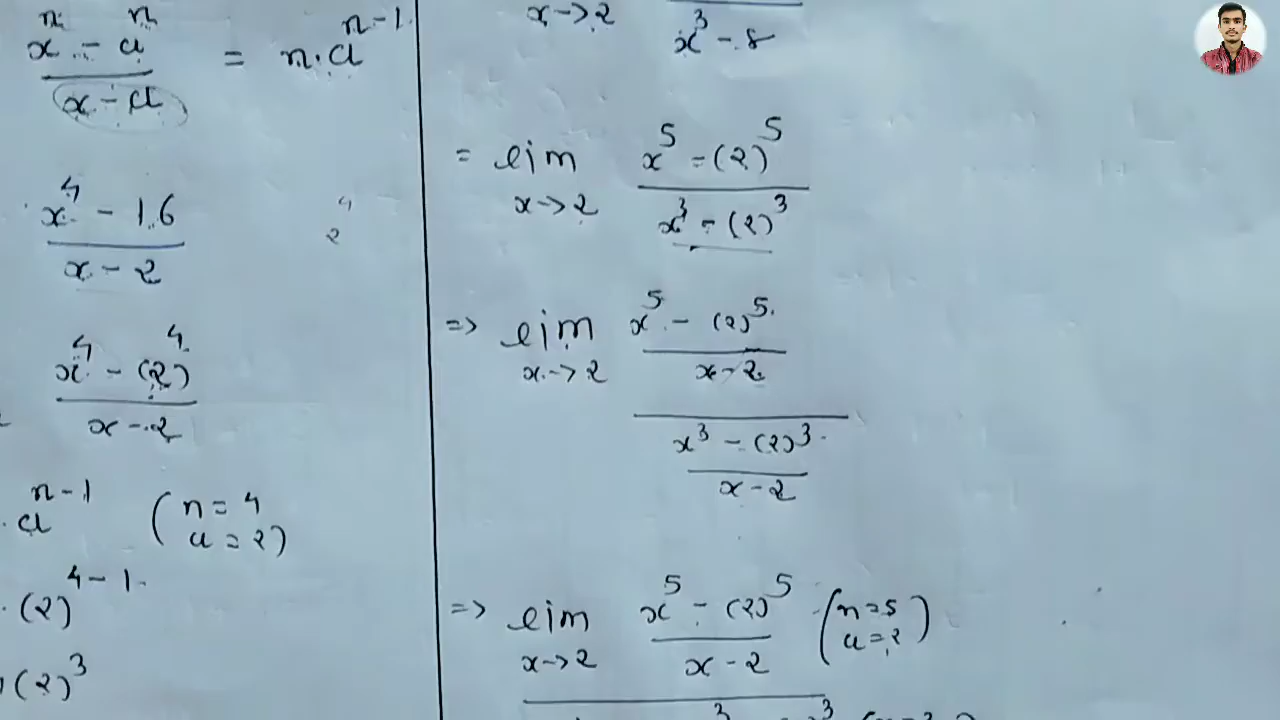 x^n - a^n / x - a = n·a^(n-1)
x^4 - 16 / x - 2
4
2
x^4 - (2)^4 / x - 2
· a^(n-1) (n = 4
a = 2)
· (2)^(4-1)
(2)^3
x→2 x^3 - 8
= lim x→2 x^5 - (2)^5 / x^3 - (2)^3
=> lim x→2 x^5 - (2)^5 / x - 2
x^3 - (2)^3 / x - 2
=> lim x→2 x^5 - (2)^5 / x - 2 (n=5
a=2)